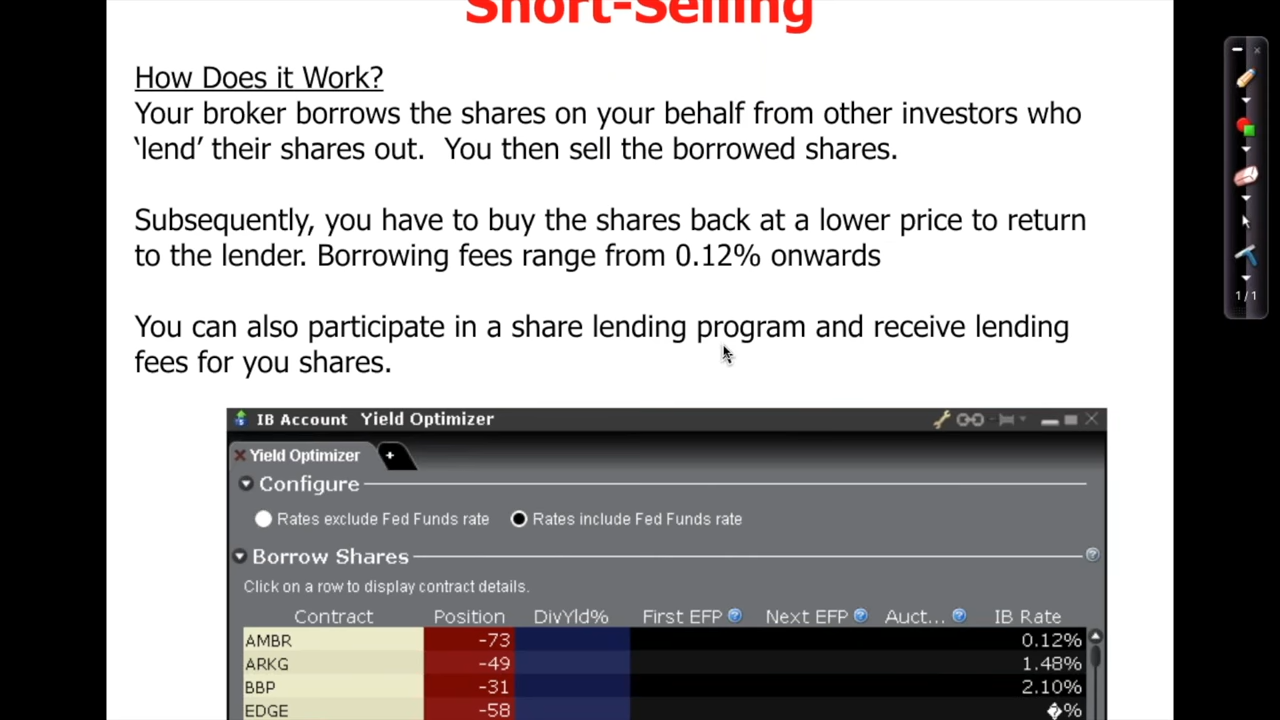 Short-Selling
How Does it Work?
Your broker borrows the shares on your behalf from other investors who
‘lend’ their shares out.  You then sell the borrowed shares.
Subsequently, you have to buy the shares back at a lower price to return
to the lender. Borrowing fees range from 0.12% onwards
You can also participate in a share lending program and receive lending
fees for you shares.
IB Account Yield Optimizer
Yield Optimizer
Configure
Rates exclude Fed Funds rate Rates include Fed Funds rate
Borrow Shares
Click on a row to display contract details.
Contract Position DivYld% First EFP Next EFP Auct... IB Rate
AMBR -73 0.12%
ARKG -49 1.48%
BBP -31 2.10%
EDGE -58 �%
1/1